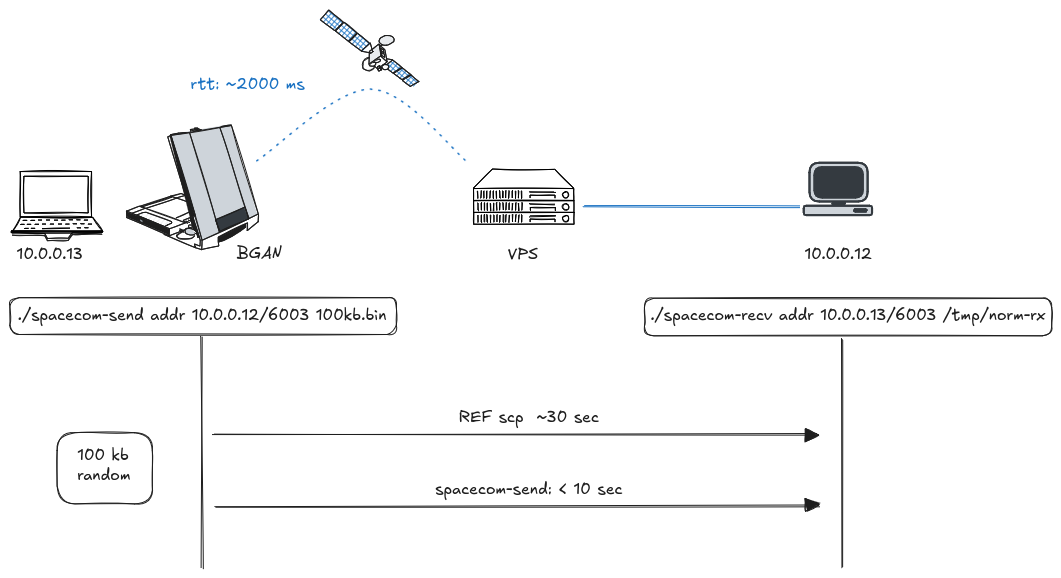 rtt: ~2000 ms
10.0.0.13
BGAN
VPS
10.0.0.12
./spacecom-send addr 10.0.0.12/6003 100kb.bin
./spacecom-recv addr 10.0.0.13/6003 /tmp/norm-rx
REF scp ~30 sec
100 kb
random
spacecom-send: < 10 sec